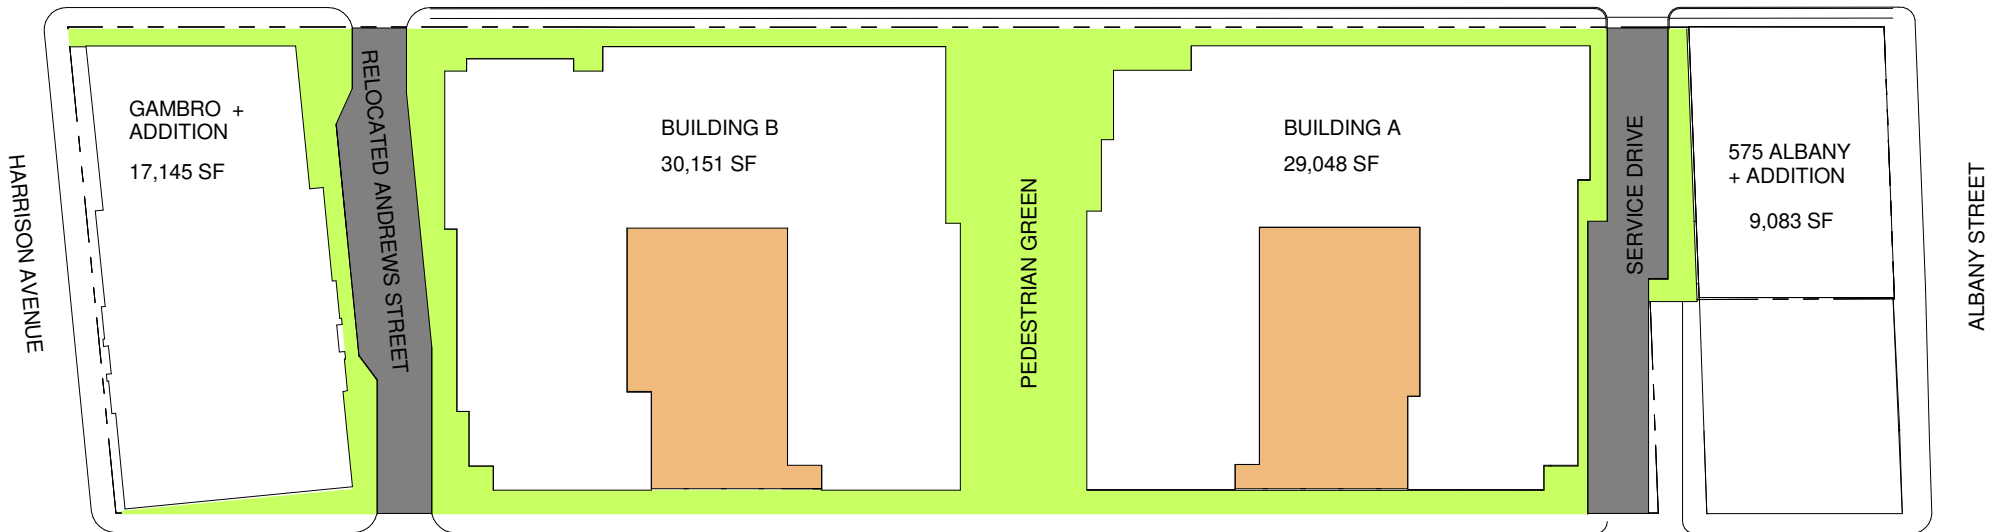 HARRISON AVENUE
GAMBRO +
ADDITION
17,145 SF
RELOCATED ANDREWS STREET
BUILDING B
30,151 SF
PEDESTRIAN GREEN
BUILDING A
29,048 SF
SERVICE DRIVE
575 ALBANY
+ ADDITION
9,083 SF
ALBANY STREET